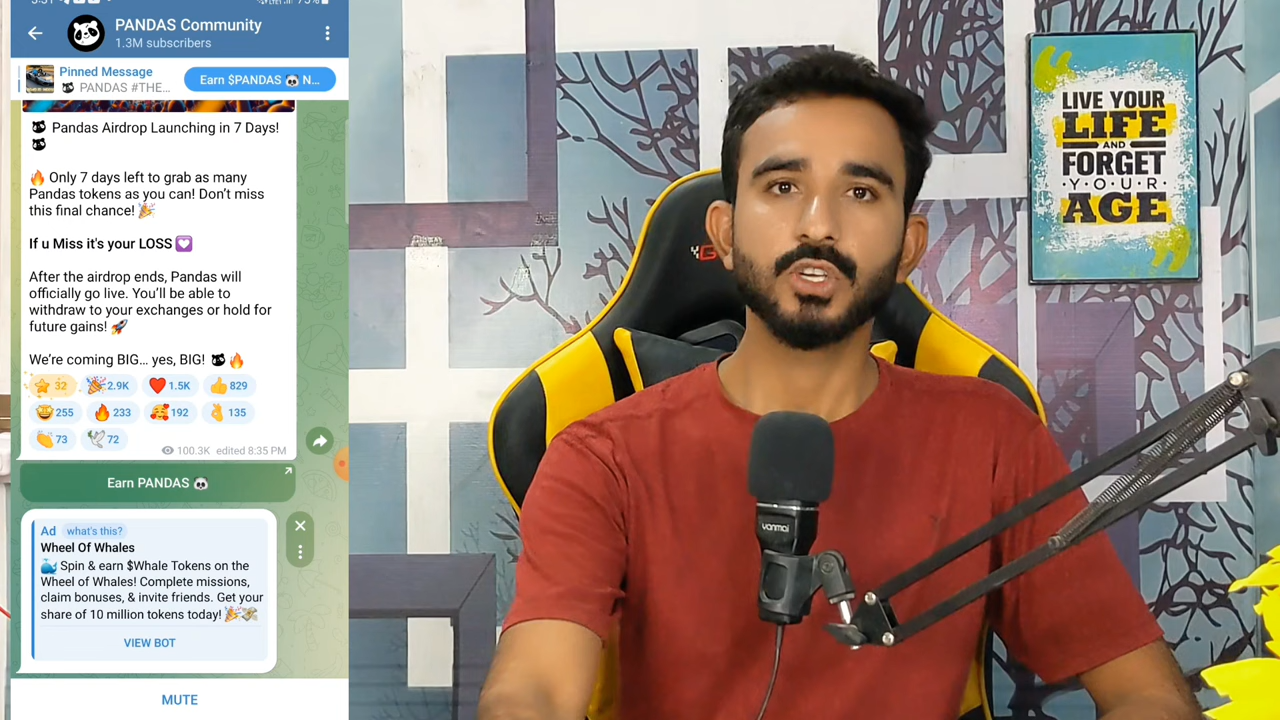 PANDAS Community
1.3M subscribers
Pinned Message
PANDAS #THE...
Earn $PANDAS 🐼 N...
🐼 Pandas Airdrop Launching in 7 Days!
🐼
🔥 Only 7 days left to grab as many
Pandas tokens as you can! Don’t miss
this final chance! 🎉
If u Miss it's your LOSS 💟
After the airdrop ends, Pandas will
officially go live. You’ll be able to
withdraw to your exchanges or hold for
future gains! 🚀
We’re coming BIG… yes, BIG! 🐼 🔥
32 2.9K 1.5K 829
255 233 192 135
73 72
100.3K edited 8:35 PM
Earn PANDAS 🐼
Ad what's this?
Wheel Of Whales
🐳 Spin & earn $Whale Tokens on the
Wheel of Whales! Complete missions,
claim bonuses, & invite friends. Get your
share of 10 million tokens today! 🎉💸
VIEW BOT
MUTE
LIVE YOUR
LIFE
AND
FORGET
·Y·O·U·R·
AGE
vanmai